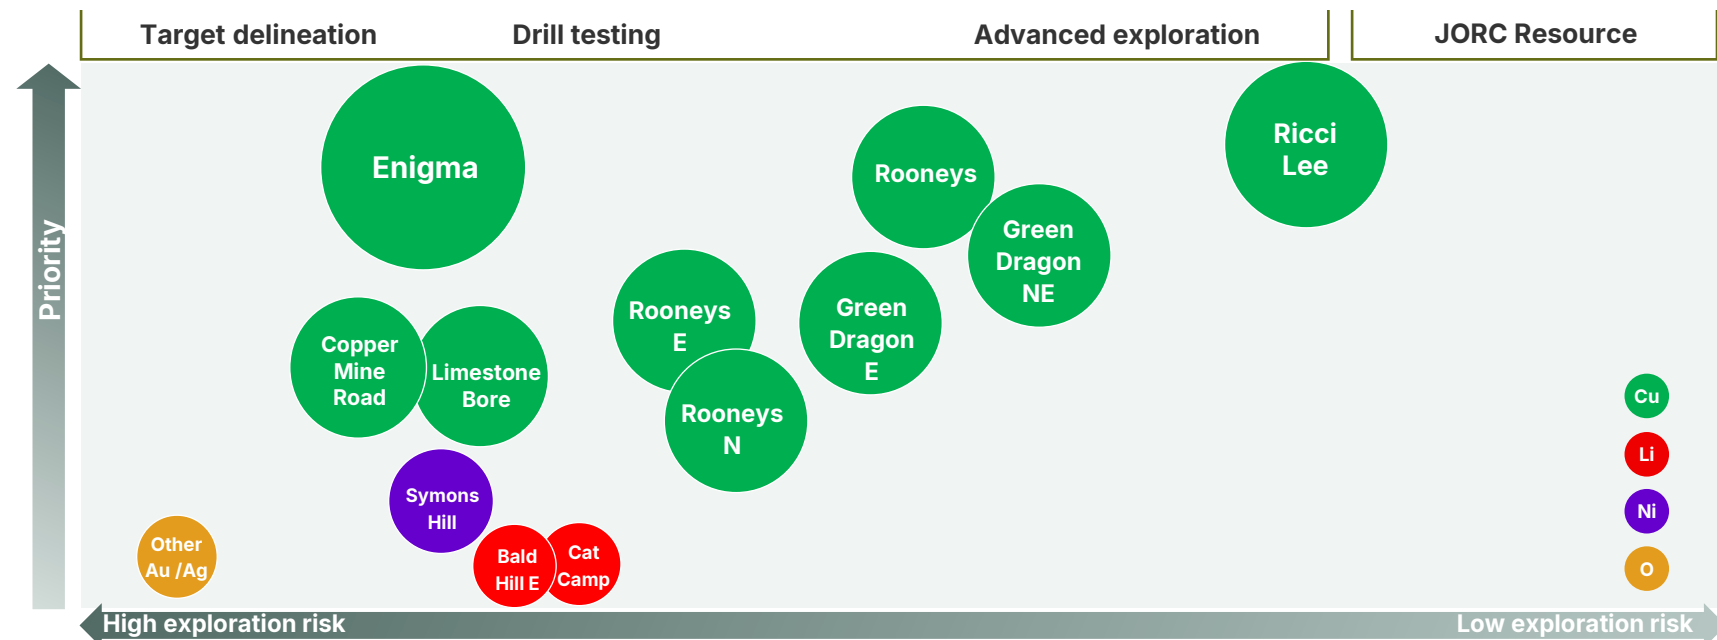 Target delineation
Drill testing
Advanced exploration
JORC Resource
Priority
Enigma
Rooneys
Ricci
Lee
Green
Dragon
NE
Rooneys
E
Green
Dragon
E
Copper
Mine
Road
Limestone
Bore
Rooneys
N
Symons
Hill
Other
Au /Ag
Bald
Hill E
Cat
Camp
Cu
Li
Ni
O
High exploration risk
Low exploration risk